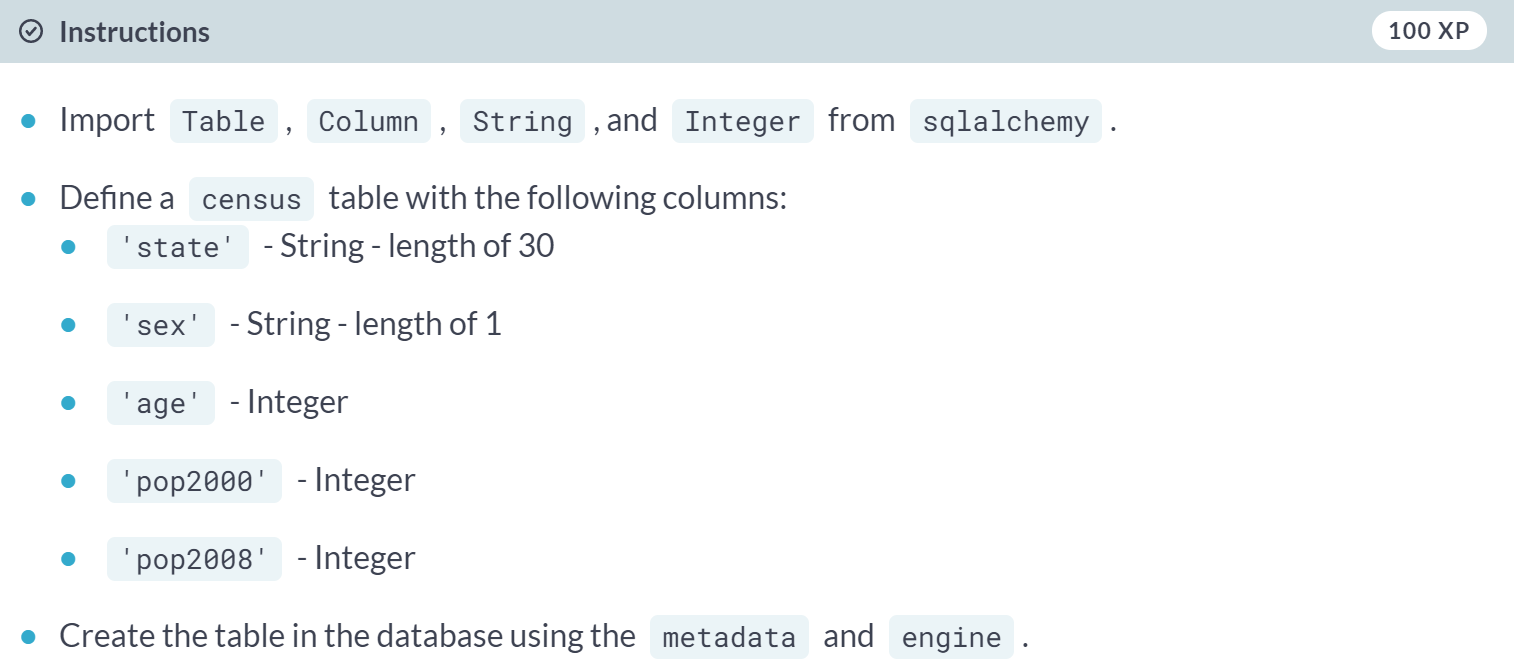 Instructions 100 XP
Import Table , Column , String , and Integer from sqlalchemy .
Define a census table with the following columns:
'state' - String - length of 30
'sex' - String - length of 1
'age' - Integer
'pop2000' - Integer
'pop2008' - Integer
Create the table in the database using the metadata and engine .